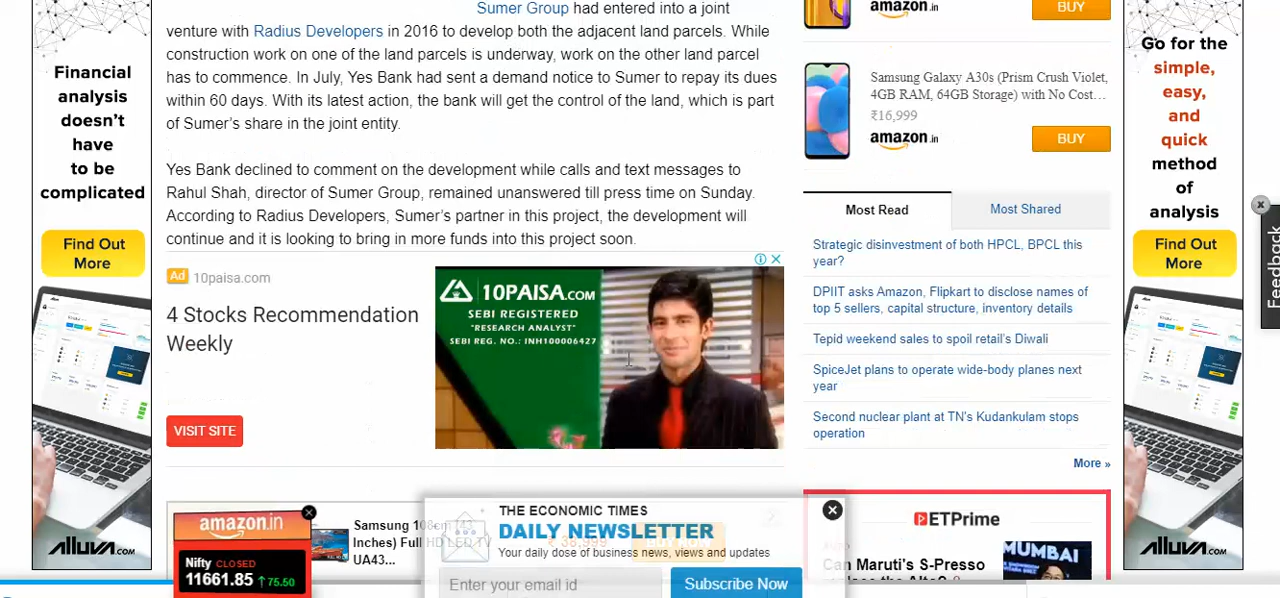 Sumer Group had entered into a joint
venture with Radius Developers in 2016 to develop both the adjacent land parcels. While
construction work on one of the land parcels is underway, work on the other land parcel
has to commence. In July, Yes Bank had sent a demand notice to Sumer to repay its dues
within 60 days. With its latest action, the bank will get the control of the land, which is part
of Sumer's share in the joint entity.
Yes Bank declined to comment on the development while calls and text messages to
Rahul Shah, director of Sumer Group, remained unanswered till press time on Sunday.
According to Radius Developers, Sumer's partner in this project, the development will
continue and it is looking to bring in more funds into this project soon.
Ad 10paisa.com
4 Stocks Recommendation
Weekly
VISIT SITE
10PAISA.COM
SEBI REGISTERED
"RESEARCH ANALYST"
SEBI REG. NO.: INH100006427
Financial
analysis
doesn't
have
to be
complicated
Find Out
More
Alluva.com
amazon.in
BUY
Samsung Galaxy A30s (Prism Crush Violet,
4GB RAM, 64GB Storage) with No Cost…
₹16,999
amazon.in
BUY
Most Read
Most Shared
Strategic disinvestment of both HPCL, BPCL this
year?
DPIIT asks Amazon, Flipkart to disclose names of
top 5 sellers, capital structure, inventory details
Tepid weekend sales to spoil retail's Diwali
SpiceJet plans to operate wide-body planes next
year
Second nuclear plant at TN's Kudankulam stops
operation
More »
ETPrime
Can Maruti's S-Presso
MUMBAI
Go for the
simple,
easy,
and
quick
method
of
analysis
Find Out
More
Alluva.com
Feedback
amazon.in
Nifty CLOSED
11661.85 ↑75.50
Samsung 108cm (43
Inches) Full HD LED TV
UA43...
THE ECONOMIC TIMES
DAILY NEWSLETTER
Your daily dose of business news, views and updates
Enter your email id
Subscribe Now